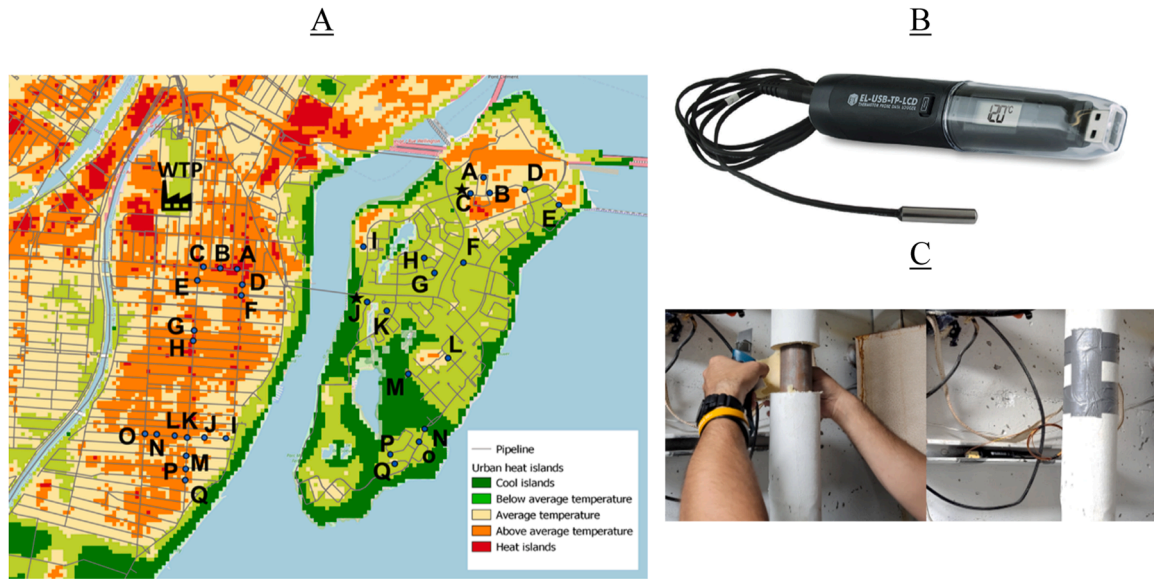 A
B
C
WTP
A
D
C
B
E
I
F
H
G
J
K
L
M
N
P
o
Q
C
B
A
E
D
F
G
H
O
N
L
K
J
I
M
P
Q
Pipeline
Urban heat islands
Cool islands
Below average temperature
Average temperature
Above average temperature
Heat islands
EL-USB-TP-LCD